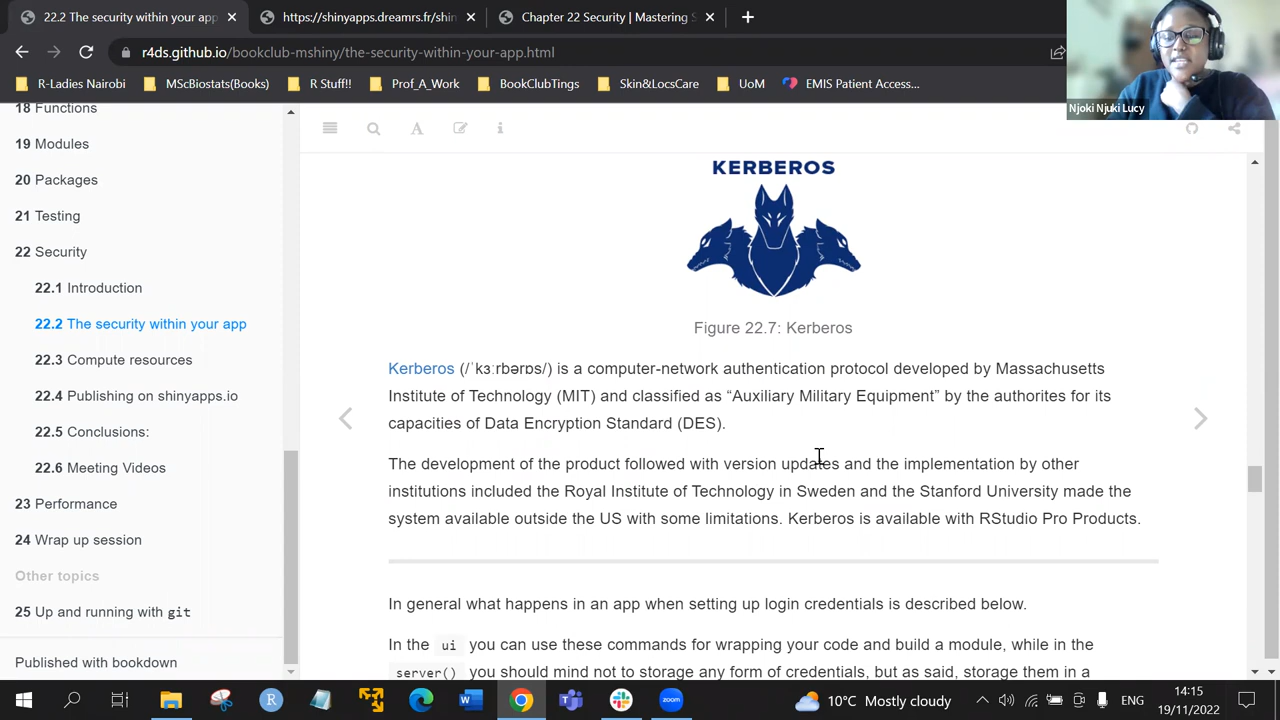 22.2 The security within your app
https://shinyapps.dreamrs.fr/shin
Chapter 22 Security | Mastering S
r4ds.github.io/bookclub-mshiny/the-security-within-your-app.html
R-Ladies Nairobi
MScBiostats(Books)
R Stuff!!
Prof_A_Work
BookClubTings
Skin&LocsCare
UoM
EMIS Patient Access...
Njoki Njuki Lucy
18 Functions
19 Modules
20 Packages
21 Testing
22 Security
22.1 Introduction
22.2 The security within your app
22.3 Compute resources
22.4 Publishing on shinyapps.io
22.5 Conclusions:
22.6 Meeting Videos
23 Performance
24 Wrap up session
Other topics
25 Up and running with git
Published with bookdown
KERBEROS
Figure 22.7: Kerberos
Kerberos (/ˈkɜːrbərɒs/) is a computer-network authentication protocol developed by Massachusetts
Institute of Technology (MIT) and classified as “Auxiliary Military Equipment” by the authorites for its
capacities of Data Encryption Standard (DES).
The development of the product followed with version updates and the implementation by other
institutions included the Royal Institute of Technology in Sweden and the Stanford University made the
system available outside the US with some limitations. Kerberos is available with RStudio Pro Products.
In general what happens in an app when setting up login credentials is described below.
In the ui you can use these commands for wrapping your code and build a module, while in the
server() you should mind not to storage any form of credentials, but as said, storage them in a
10°C Mostly cloudy
ENG
14:15
19/11/2022